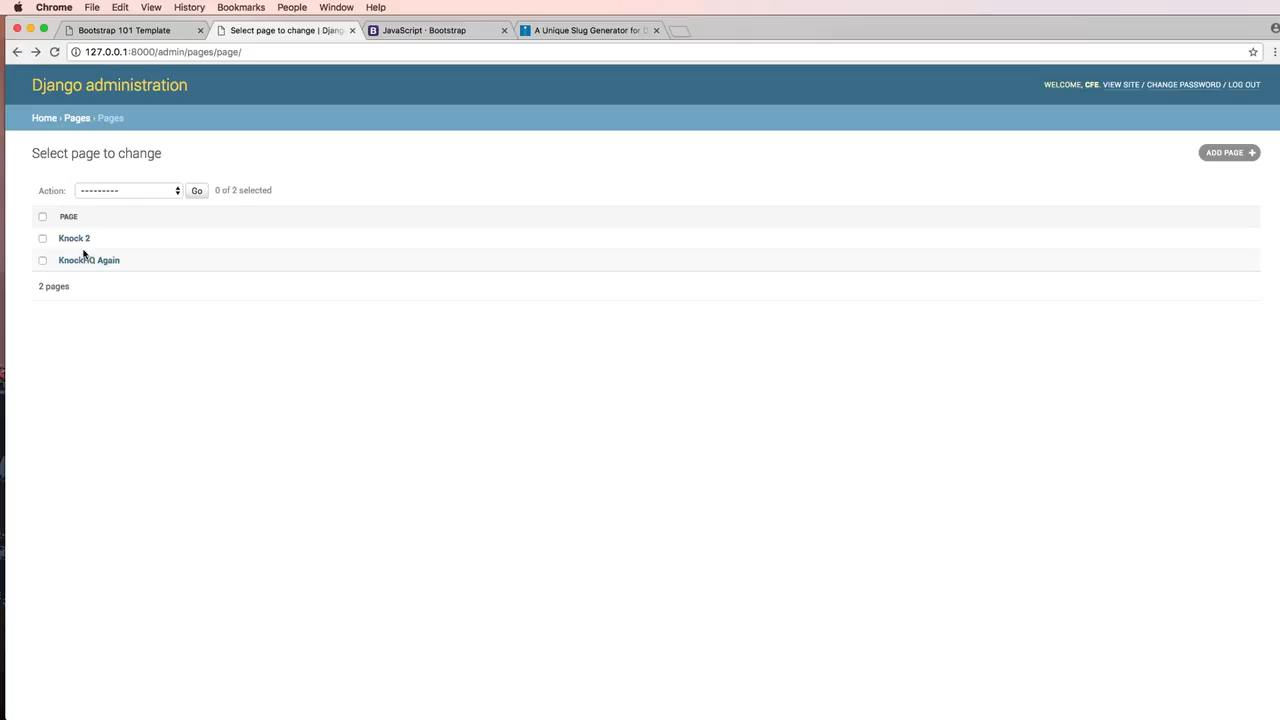 Chrome File Edit View History Bookmarks People Window Help
Bootstrap 101 Template Select page to change | Djang JavaScript · Bootstrap A Unique Slug Generator for D
127.0.0.1:8000/admin/pages/page/
Django administration
WELCOME, CFE. VIEW SITE / CHANGE PASSWORD / LOG OUT
Home › Pages › Pages
Select page to change
ADD PAGE +
Action: --------- Go 0 of 2 selected
PAGE
Knock 2
KnockHQ Again
2 pages